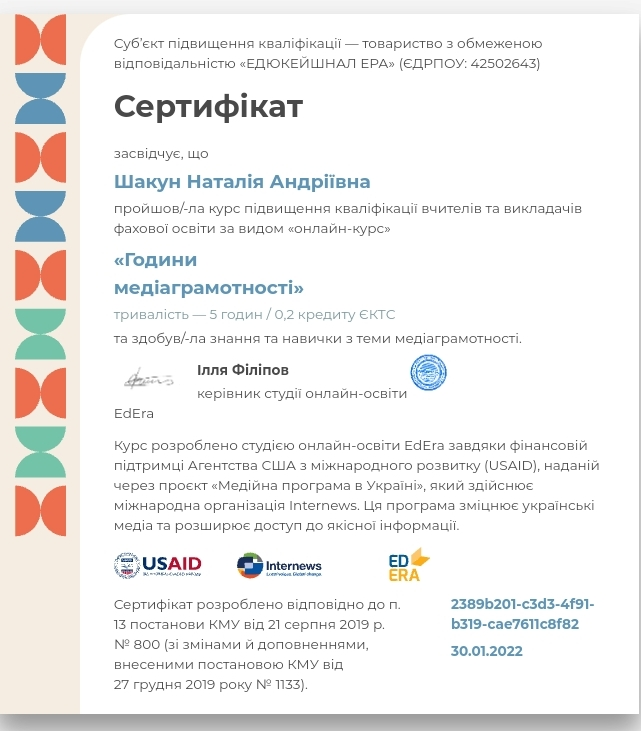 Суб’єкт підвищення кваліфікації — товариство з обмеженою
відповідальністю «ЕДЮКЕЙШНАЛ ЕРА» (ЄДРПОУ: 42502643)
Сертифікат
засвідчує, що
Шакун Наталія Андріївна
пройшов/-ла курс підвищення кваліфікації вчителів та викладачів
фахової освіти за видом «онлайн-курс»
«Години
медіаграмотності»
тривалість — 5 годин / 0,2 кредиту ЄКТС
та здобув/-ла знання та навички з теми медіаграмотності.
Ілля Філіпов
керівник студії онлайн-освіти
EdEra
Курс розроблено студією онлайн-освіти EdEra завдяки фінансовій
підтримці Агентства США з міжнародного розвитку (USAID), наданій
через проєкт «Медійна програма в Україні», який здійснює
міжнародна організація Internews. Ця програма зміцнює українські
медіа та розширює доступ до якісної інформації.
USAID
Internews
ED
ERA
Сертифікат розроблено відповідно до п.
13 постанови КМУ від 21 серпня 2019 р.
№ 800 (зі змінами й доповненнями,
внесеними постановою КМУ від
27 грудня 2019 року № 1133).
2389b201-c3d3-4f91-
b319-cae7611c8f82
30.01.2022